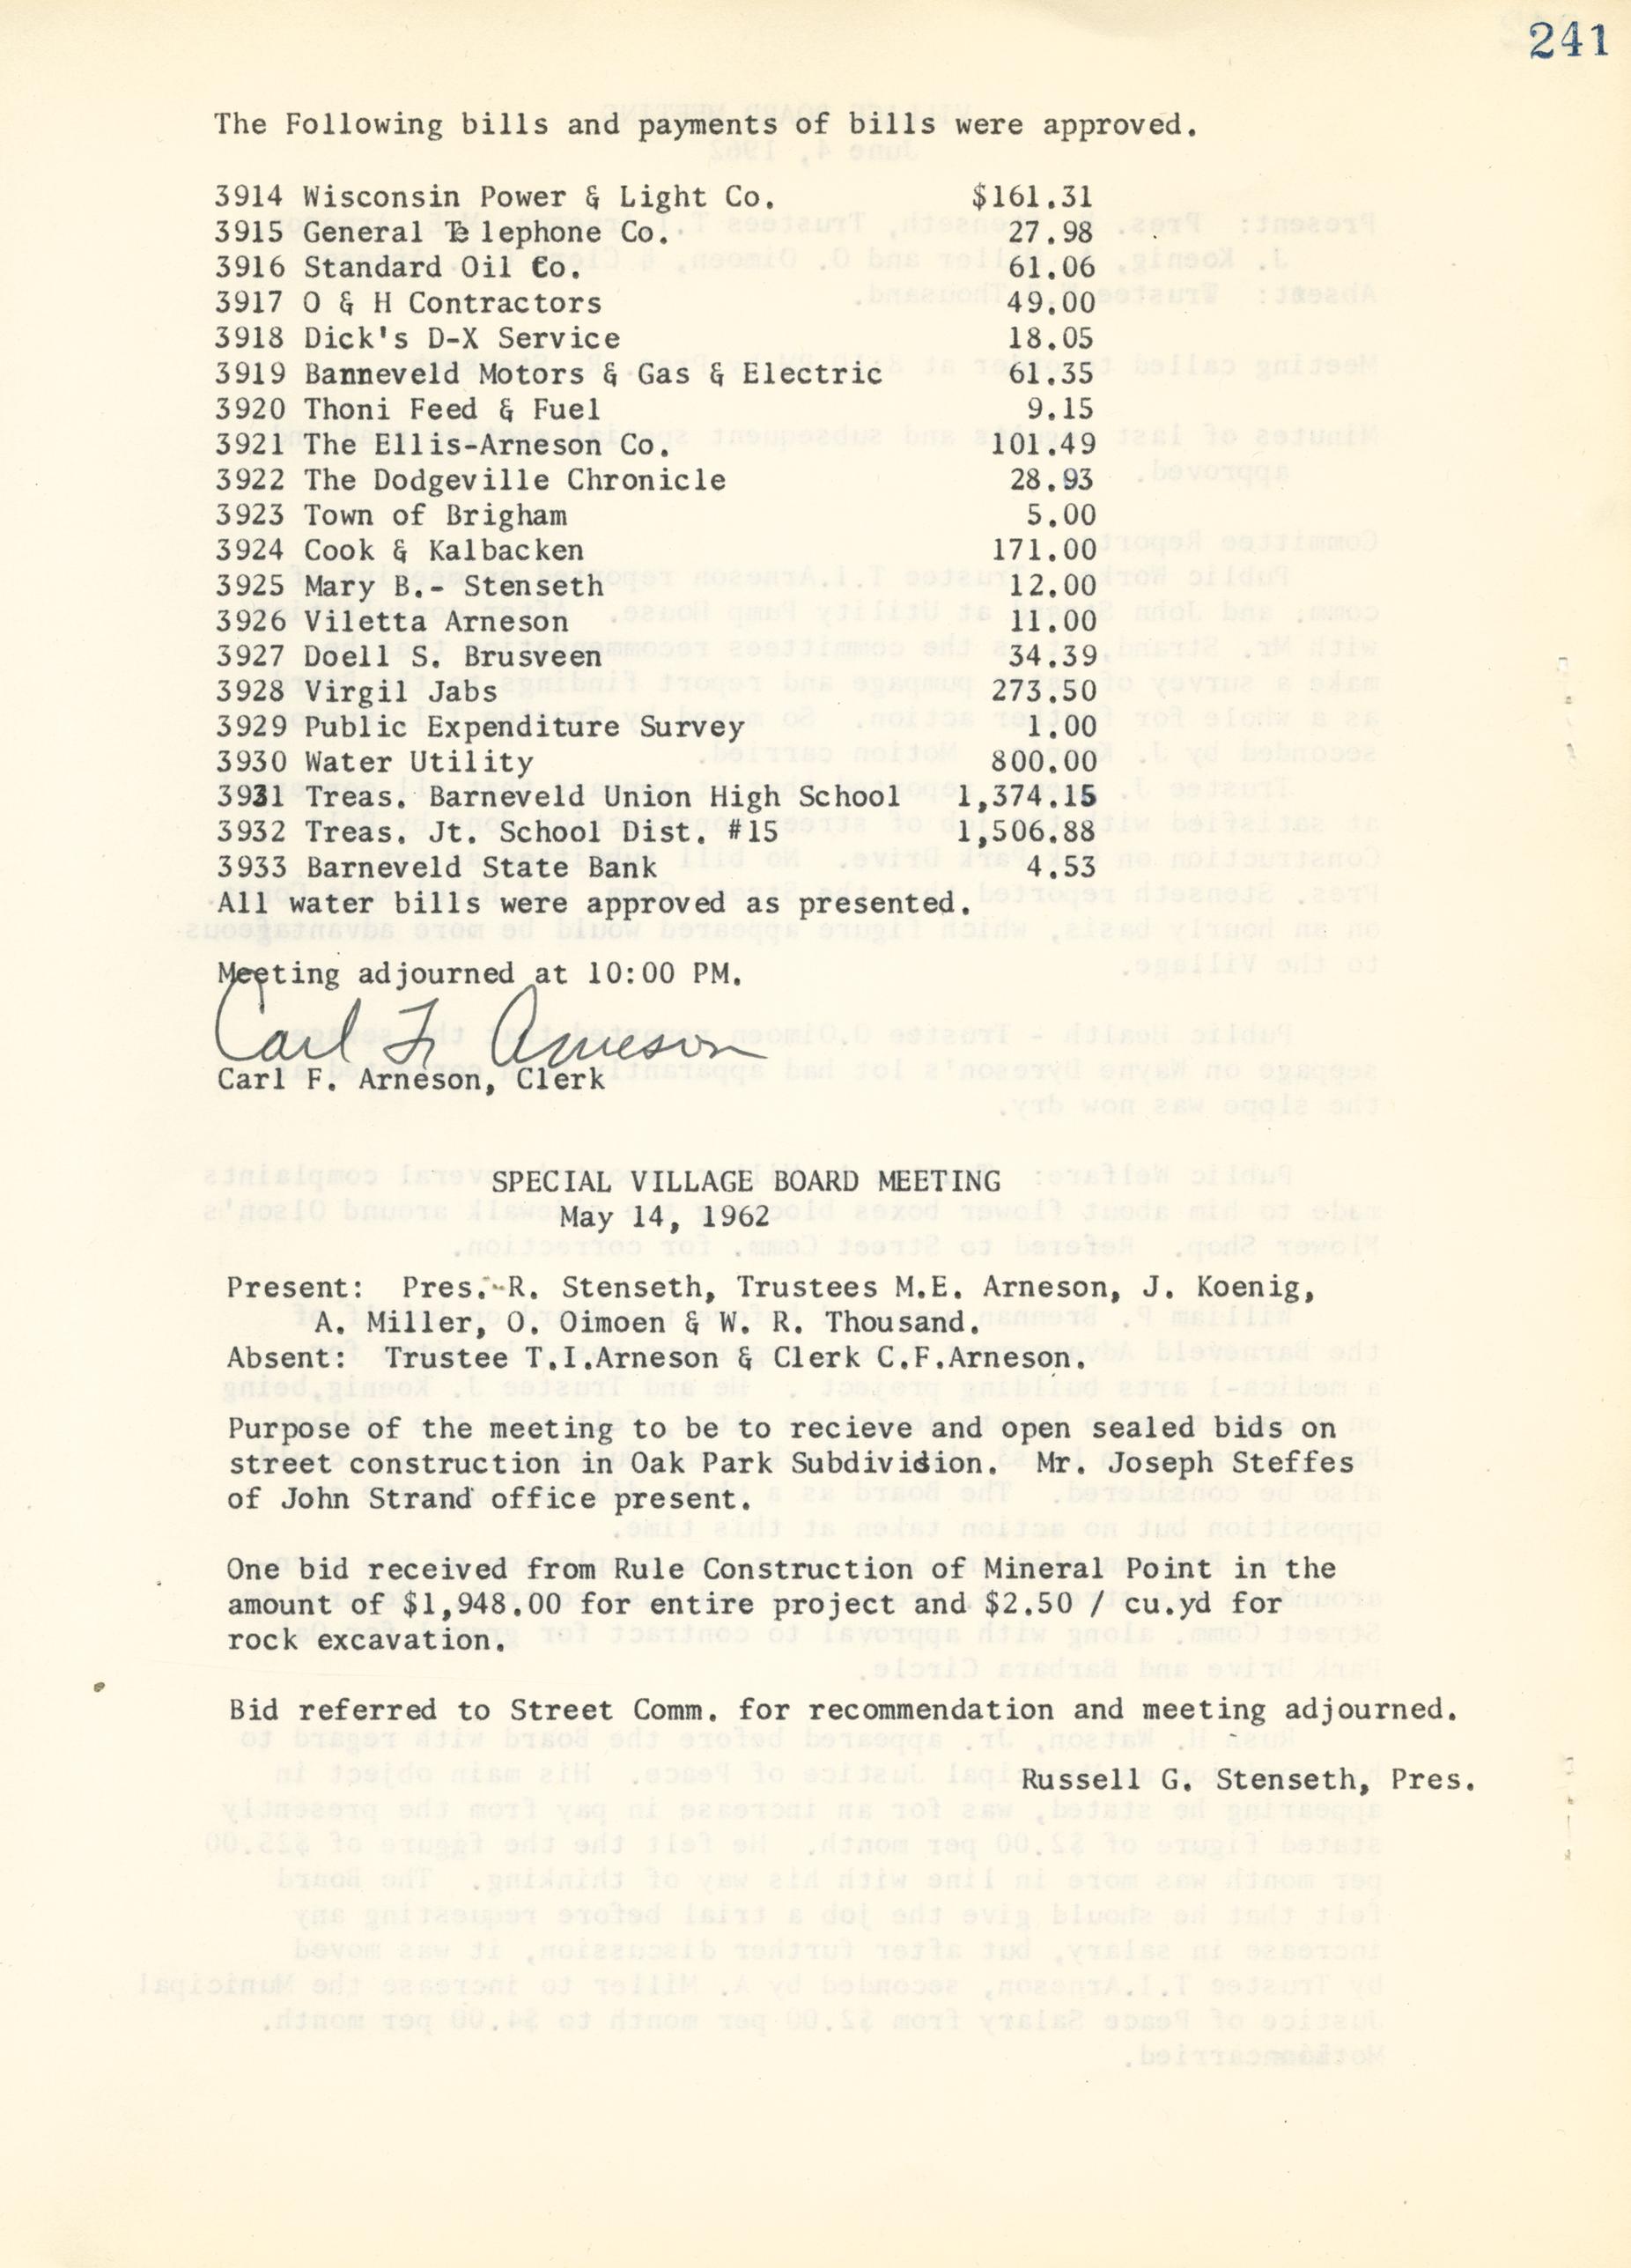 241
The Following bills and payments of bills were approved.
3914 Wisconsin Power & Light Co. $161.31
3915 General Telephone Co. 27.98
3916 Standard Oil Co. 61.06
3917 O & H Contractors 49.00
3918 Dick's D-X Service 18.05
3919 Banneveld Motors & Gas & Electric 61.35
3920 Thoni Feed & Fuel 9.15
3921 The Ellis-Arneson Co. 101.49
3922 The Dodgeville Chronicle 28.93
3923 Town of Brigham 5.00
3924 Cook & Kalbacken 171.00
3925 Mary B.- Stenseth 12.00
3926 Viletta Arneson 11.00
3927 Doell S. Brusveen 34.39
3928 Virgil Jabs 273.50
3929 Public Expenditure Survey 1.00
3930 Water Utility 800.00
3931 Treas. Barneveld Union High School 1,374.15
3932 Treas. Jt. School Dist. #15 1,506.88
3933 Barneveld State Bank 4.53
All water bills were approved as presented.
Meeting adjourned at 10:00 PM.
Carl F. Arneson
Carl F. Arneson, Clerk
SPECIAL VILLAGE BOARD MEETING
May 14, 1962
Present: Pres. R. Stenseth, Trustees M.E. Arneson, J. Koenig,
A. Miller, O. Oimoen & W. R. Thousand.
Absent: Trustee T.I.Arneson & Clerk C.F.Arneson.
Purpose of the meeting to be to recieve and open sealed bids on
street construction in Oak Park Subdivision. Mr. Joseph Steffes
of John Strand office present.
One bid received from Rule Construction of Mineral Point in the
amount of $1,948.00 for entire project and $2.50 / cu.yd for
rock excavation.
Bid referred to Street Comm. for recommendation and meeting adjourned.
Russell G. Stenseth, Pres.